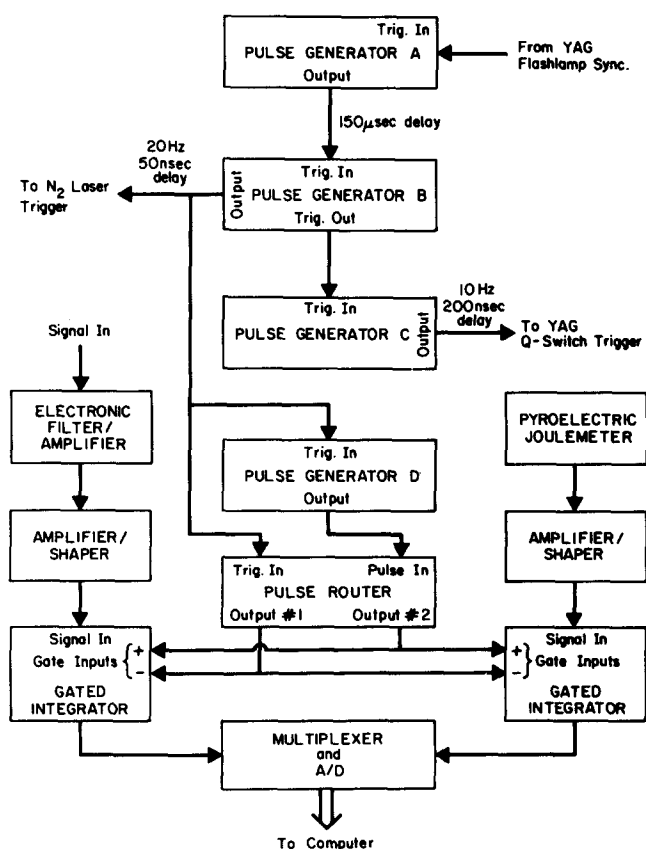 Trig. In
PULSE GENERATOR A
Output
From YAG
Flashlamp Sync.
150μsec delay
20Hz
50nsec
delay
To N2 Laser
Trigger
Trig. In
Output
PULSE GENERATOR B
Trig. Out
10Hz
200nsec
delay
Trig. In
PULSE GENERATOR C
Output
To YAG
Q-Switch Trigger
Signal In
ELECTRONIC
FILTER/
AMPLIFIER
PYROELECTRIC
JOULEMETER
Trig. In
PULSE GENERATOR D
Output
AMPLIFIER/
SHAPER
AMPLIFIER/
SHAPER
Trig. In Pulse In
PULSE ROUTER
Output #1 Output #2
Signal In
Gate Inputs { + -
GATED
INTEGRATOR
Signal In
+ - } Gate Inputs
GATED
INTEGRATOR
MULTIPLEXER
and
A/D
To Computer